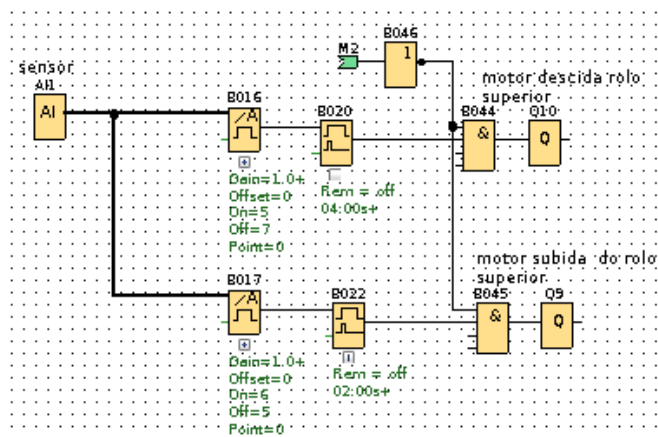 sensor
AI1
AI
B016
/A
Gain=1.0+
Offset=0
On=5
Off=7
Point=0
B020
Rem = off
04:00s+
M2
B046
1
motor descida rolo
superior
B044
&
Q10
Q
B017
/A
Gain=1.0+
Offset=0
On=6
Off=5
Point=0
B022
Rem = off
02:00s+
motor subida do rolo
superior
B045
&
Q9
Q